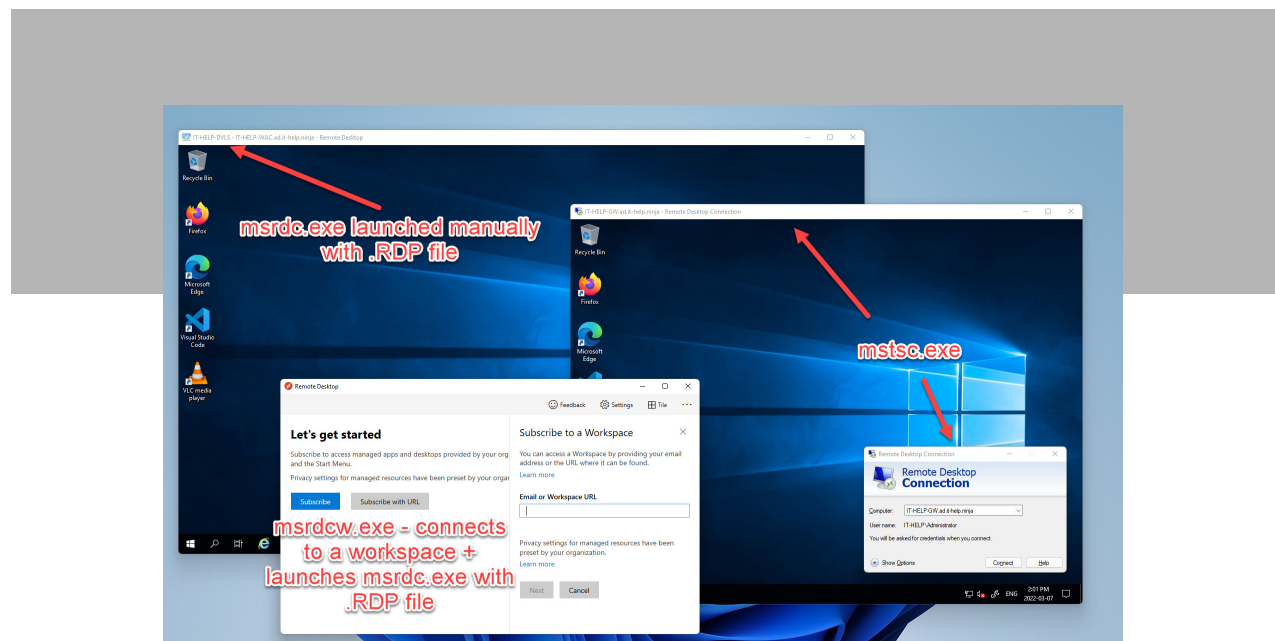 IT-HELP-DVLS - IT-HELP-WAC.ad.it-help.ninja - Remote Desktop
Recycle Bin
Firefox
Microsoft
Edge
Visual Studio
Code
VLC media
player
msrdc.exe launched manually
with .RDP file
IT-HELP-GW.ad.it-help.ninja - Remote Desktop Connection
Recycle Bin
Firefox
Microsoft
Edge
mstsc.exe
Remote Desktop
Feedback
Settings
Tile
Let's get started
Subscribe to access managed apps and desktops provided by your org
and the Start Menu.
Privacy settings for managed resources have been preset by your organ
Subscribe
Subscribe with URL
msrdcw.exe - connects
to a workspace +
launches msrdc.exe with
.RDP file
Subscribe to a Workspace
You can access a Workspace by providing your email
address or the URL where it can be found.
Learn more
Email or Workspace URL
Privacy settings for managed resources have been
preset by your organization.
Learn more
Next
Cancel
Remote Desktop Connection
Remote Desktop
Connection
Computer:
IT-HELP-GW.ad.it-help.ninja
User name:
IT-HELP\Administrator
You will be asked for credentials when you connect.
Show Options
Connect
Help
ENG
2:01 PM
2022-03-07